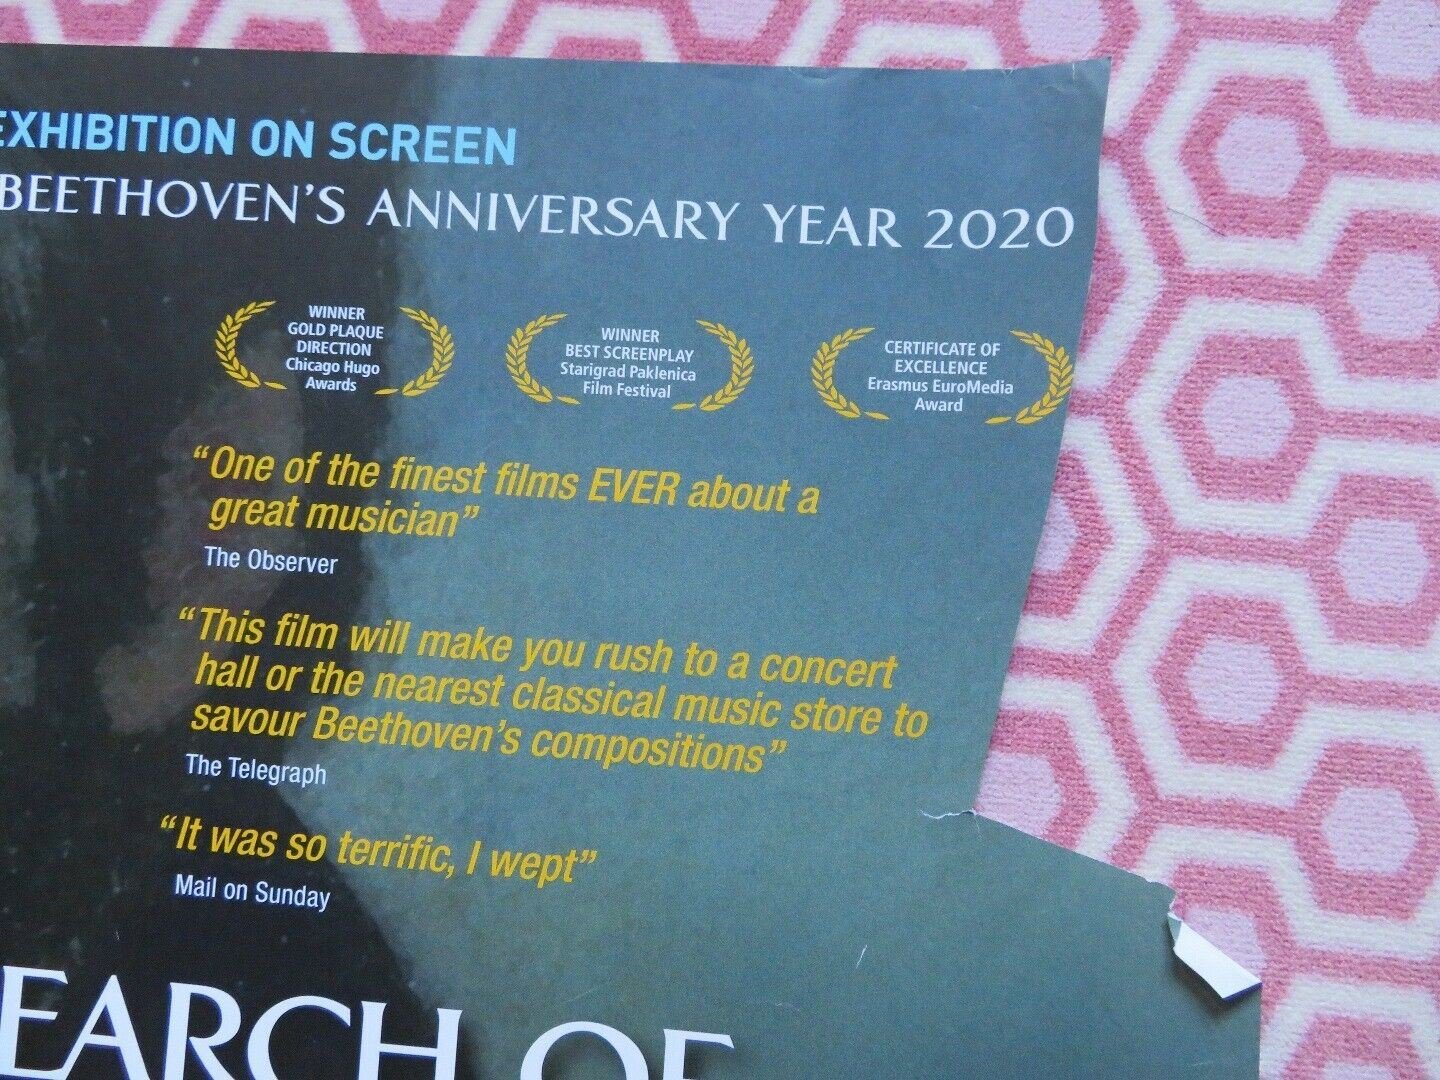 EXHIBITION ON SCREEN
BEETHOVEN'S ANNIVERSARY YEAR 2020
WINNER
GOLD PLAQUE
DIRECTION
Chicago Hugo
Awards
WINNER
BEST SCREENPLAY
Starigrad Paklenica
Film Festival
CERTIFICATE OF
EXCELLENCE
Erasmus EuroMedia
Award
“One of the finest films EVER about a
great musician”
The Observer
“This film will make you rush to a concert
hall or the nearest classical music store to
savour Beethoven's compositions”
The Telegraph
“It was so terrific, I wept”
Mail on Sunday
EARCH OF